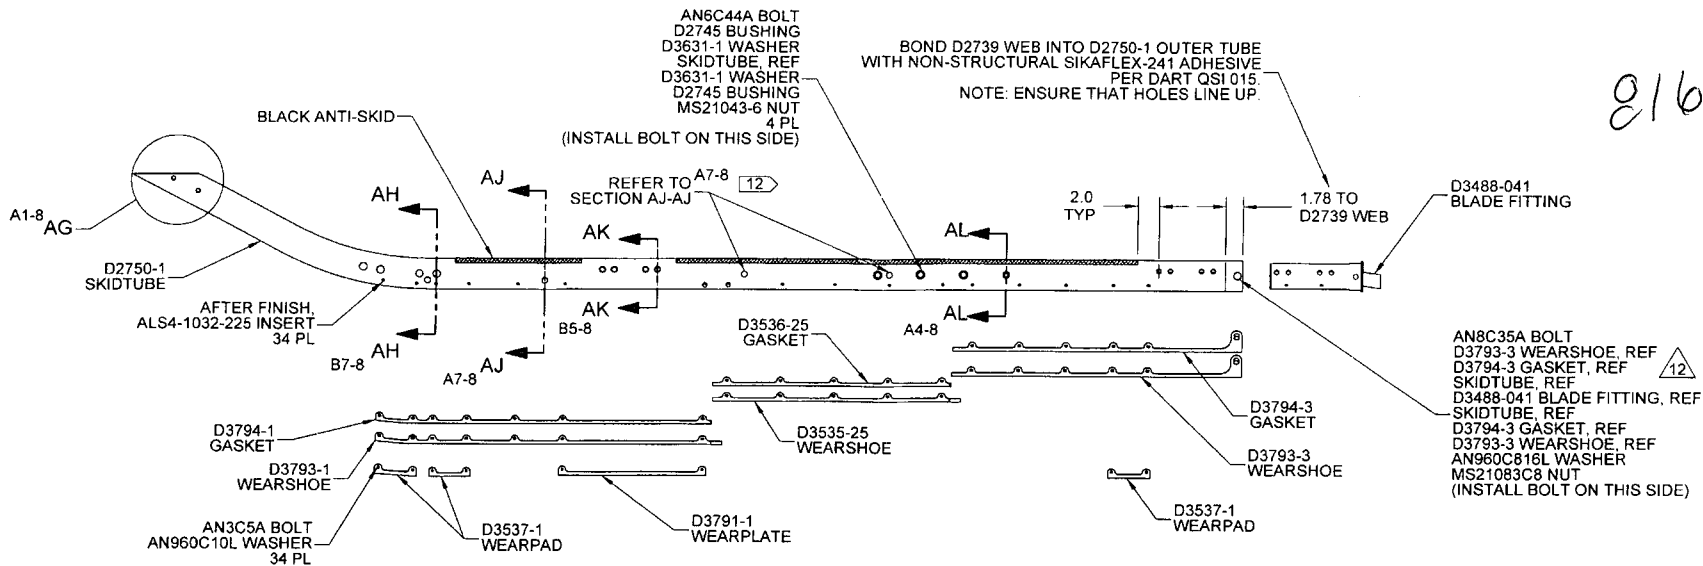 AN6C44A BOLT
D2745 BUSHING
D3631-1 WASHER
SKIDTUBE, REF
D3631-1 WASHER
D2745 BUSHING
MS21043-6 NUT
4 PL
(INSTALL BOLT ON THIS SIDE)
BOND D2739 WEB INTO D2750-1 OUTER TUBE
WITH NON-STRUCTURAL SIKAFLEX-241 ADHESIVE
PER DART QSI 015.
NOTE: ENSURE THAT HOLES LINE UP.
816
BLACK ANTI-SKID
REFER TO
SECTION AJ-AJ
A7-8
12
2.0
TYP
1.78 TO
D2739 WEB
D3488-041
BLADE FITTING
A1-8
AG
AH
AJ
AK
AL
D2750-1
SKIDTUBE
AFTER FINISH,
ALS4-1032-225 INSERT
34 PL
AH
B7-8
AJ
A7-8
AK
B5-8
AL
A4-8
D3536-25
GASKET
D3794-3
GASKET
AN8C35A BOLT
D3793-3 WEARSHOE, REF
D3794-3 GASKET, REF
SKIDTUBE, REF
D3488-041 BLADE FITTING, REF
SKIDTUBE, REF
D3794-3 GASKET, REF
D3793-3 WEARSHOE, REF
AN960C816L WASHER
MS21083C8 NUT
(INSTALL BOLT ON THIS SIDE)
12
D3794-1
GASKET
D3535-25
WEARSHOE
D3793-3
WEARSHOE
D3793-1
WEARSHOE
AN3C5A BOLT
AN960C10L WASHER
34 PL
D3537-1
WEARPAD
D3791-1
WEARPLATE
D3537-1
WEARPAD